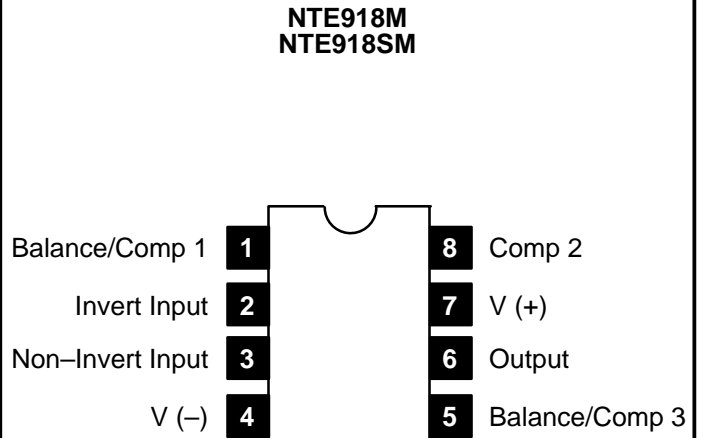 NTE918M
NTE918SM
Balance/Comp 1 1 8 Comp 2
Invert Input 2 7 V (+)
Non–Invert Input 3 6 Output
V (–) 4 5 Balance/Comp 3